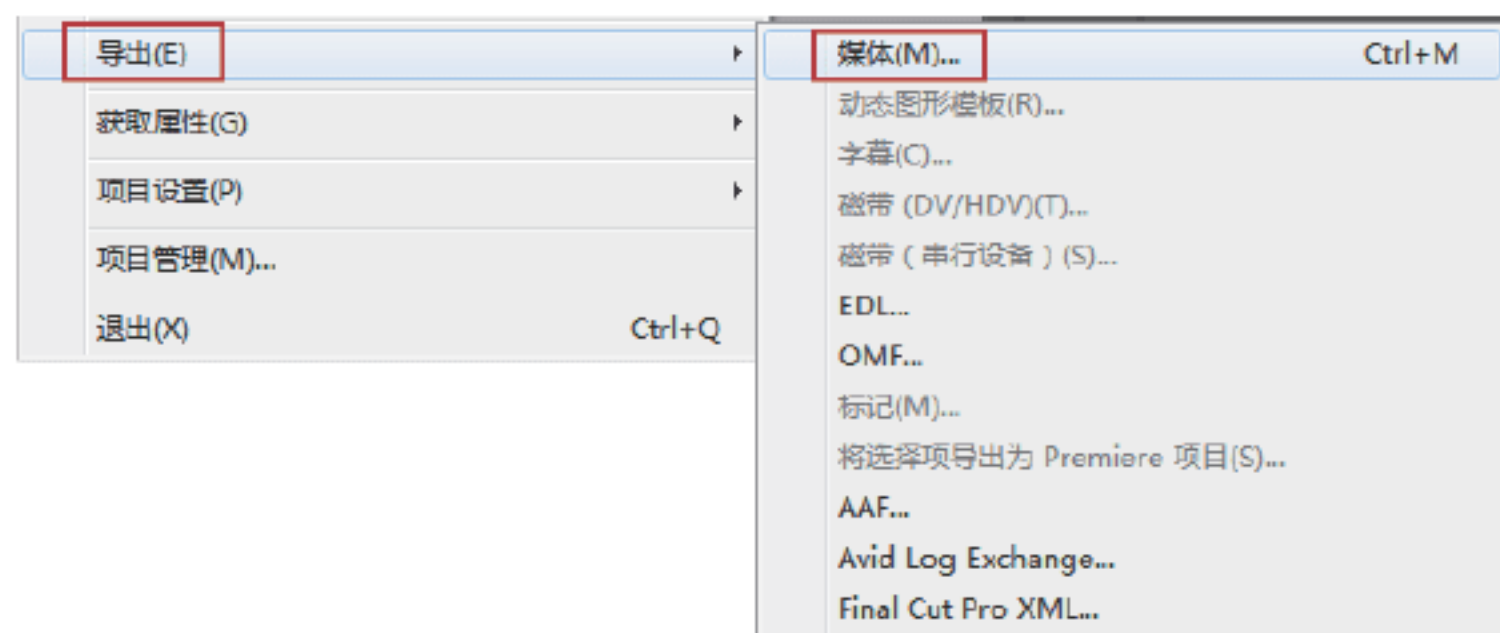 导出(E)
获取属性(G)
项目设置(P)
项目管理(M)...
退出(X) Ctrl+Q
媒体(M)... Ctrl+M
动态图形模板(R)...
字幕(C)...
磁带 (DV/HDV)(T)...
磁带（串行设备）(S)...
EDL...
OMF...
标记(M)...
将选择项导出为 Premiere 项目(S)...
AAF...
Avid Log Exchange...
Final Cut Pro XML...